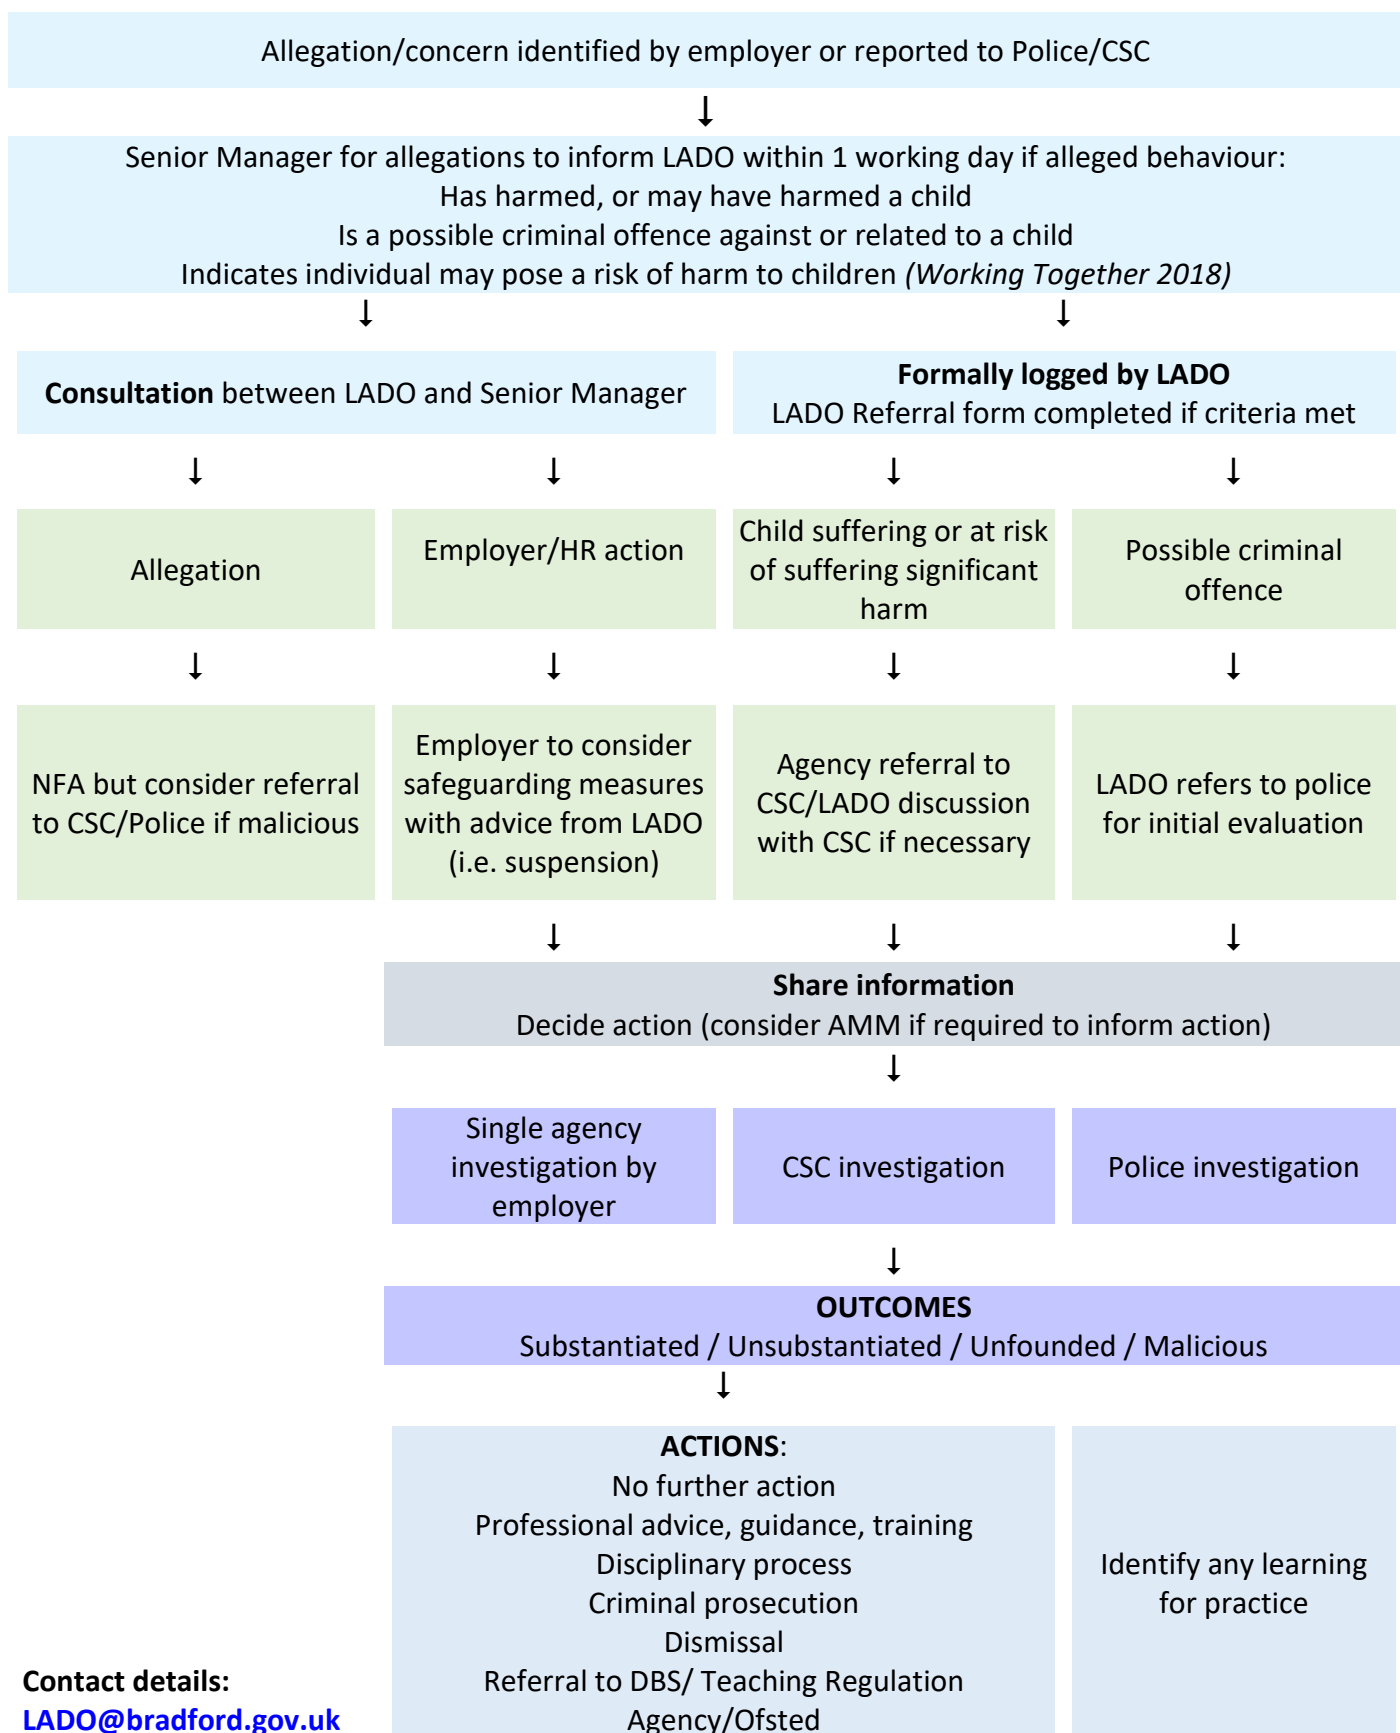 Allegation/concern identified by employer or reported to Police/CSC
↓
Senior Manager for allegations to inform LADO within 1 working day if alleged behaviour:
Has harmed, or may have harmed a child
Is a possible criminal offence against or related to a child
Indicates individual may pose a risk of harm to children (Working Together 2018)
↓ ↓
Consultation between LADO and Senior Manager
Formally logged by LADO
LADO Referral form completed if criteria met
↓ ↓ ↓ ↓
Allegation
Employer/HR action
Child suffering or at risk
of suffering significant
harm
Possible criminal
offence
↓ ↓ ↓ ↓
NFA but consider referral
to CSC/Police if malicious
Employer to consider
safeguarding measures
with advice from LADO
(i.e. suspension)
Agency referral to
CSC/LADO discussion
with CSC if necessary
LADO refers to police
for initial evaluation
↓ ↓ ↓
Share information
Decide action (consider AMM if required to inform action)
↓
Single agency
investigation by
employer
CSC investigation
Police investigation
↓
OUTCOMES
Substantiated / Unsubstantiated / Unfounded / Malicious
↓
ACTIONS:
No further action
Professional advice, guidance, training
Disciplinary process
Criminal prosecution
Dismissal
Referral to DBS/ Teaching Regulation
Agency/Ofsted
Identify any learning
for practice
Contact details:
LADO@bradford.gov.uk